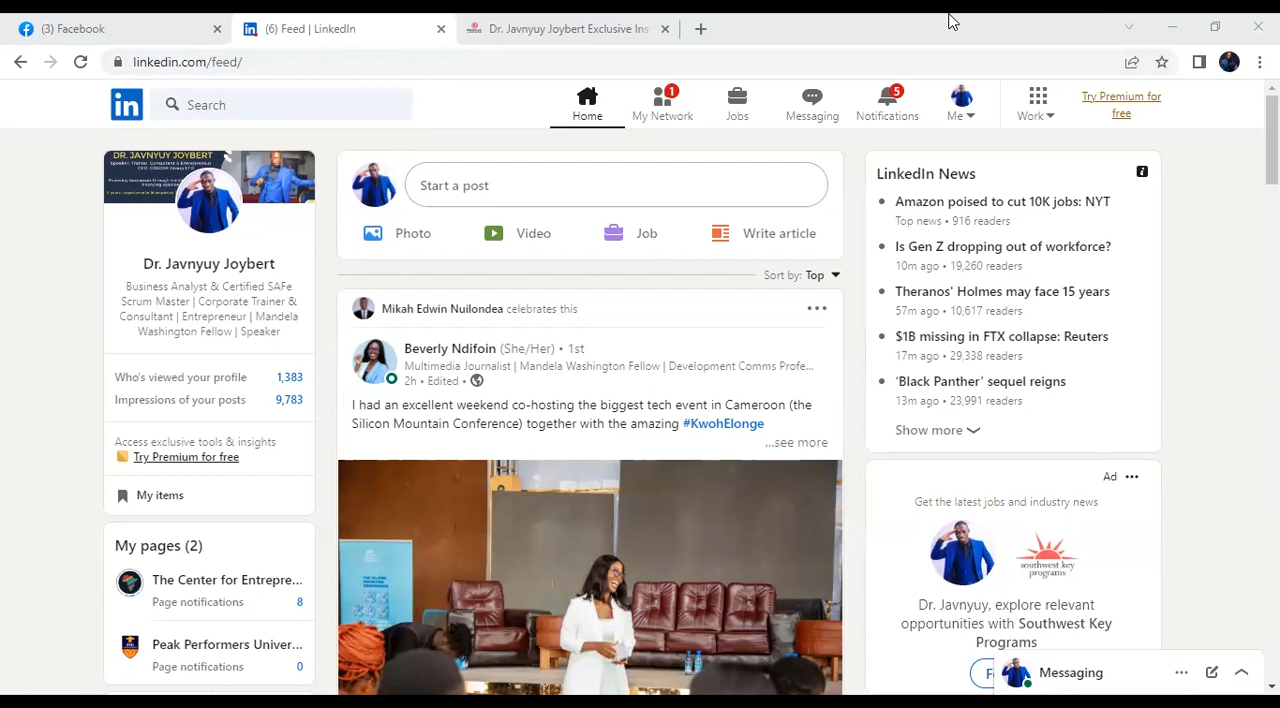 (3) Facebook
(6) Feed | LinkedIn
Dr. Javnyuy Joybert Exclusive Ins
linkedin.com/feed/
in
Search
Home
1
My Network
Jobs
Messaging
5
Notifications
Me
Work
Try Premium for
free
DR. JAVNYUY JOYBERT
Speaker, Trainer, Consultant & Entrepreneur
Dr. Javnyuy Joybert
Business Analyst & Certified SAFe
Scrum Master | Corporate Trainer &
Consultant | Entrepreneur | Mandela
Washington Fellow | Speaker
Who's viewed your profile 1,383
Impressions of your posts 9,783
Access exclusive tools & insights
Try Premium for free
My items
My pages (2)
The Center for Entrepre...
Page notifications 8
Peak Performers Univer...
Page notifications 0
Start a post
Photo
Video
Job
Write article
Sort by: Top
Mikah Edwin Nuilondea celebrates this
Beverly Ndifoin (She/Her) • 1st
Multimedia Journalist | Mandela Washington Fellow | Development Comms Profe...
2h • Edited •
I had an excellent weekend co-hosting the biggest tech event in Cameroon (the
Silicon Mountain Conference) together with the amazing #KwohElonge
...see more
LinkedIn News
Amazon poised to cut 10K jobs: NYT
Top news • 916 readers
Is Gen Z dropping out of workforce?
10m ago • 19,260 readers
Theranos' Holmes may face 15 years
57m ago • 10,617 readers
$1B missing in FTX collapse: Reuters
17m ago • 29,338 readers
'Black Panther' sequel reigns
13m ago • 23,991 readers
Show more
Ad
Get the latest jobs and industry news
southwest key
programs
Dr. Javnyuy, explore relevant
opportunities with Southwest Key
Programs
Messaging